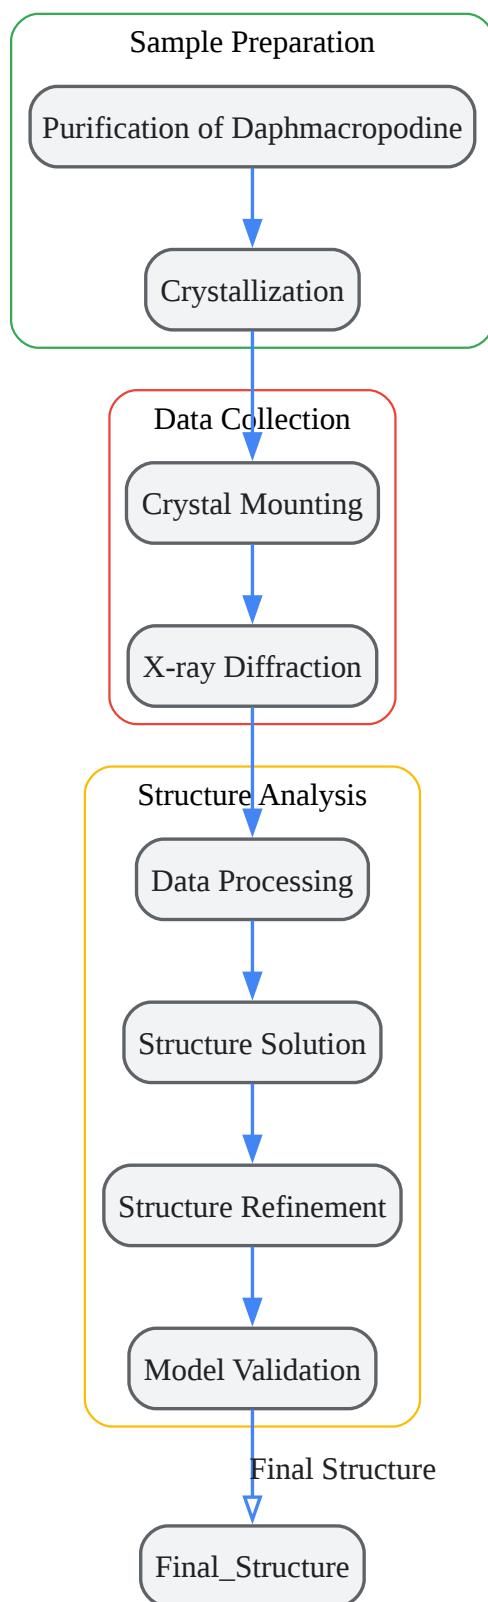 Sample Preparation
Purification of Daphmacropodine
Crystallization
Data Collection
Crystal Mounting
X-ray Diffraction
Structure Analysis
Data Processing
Structure Solution
Structure Refinement
Model Validation
Final Structure
Final_Structure